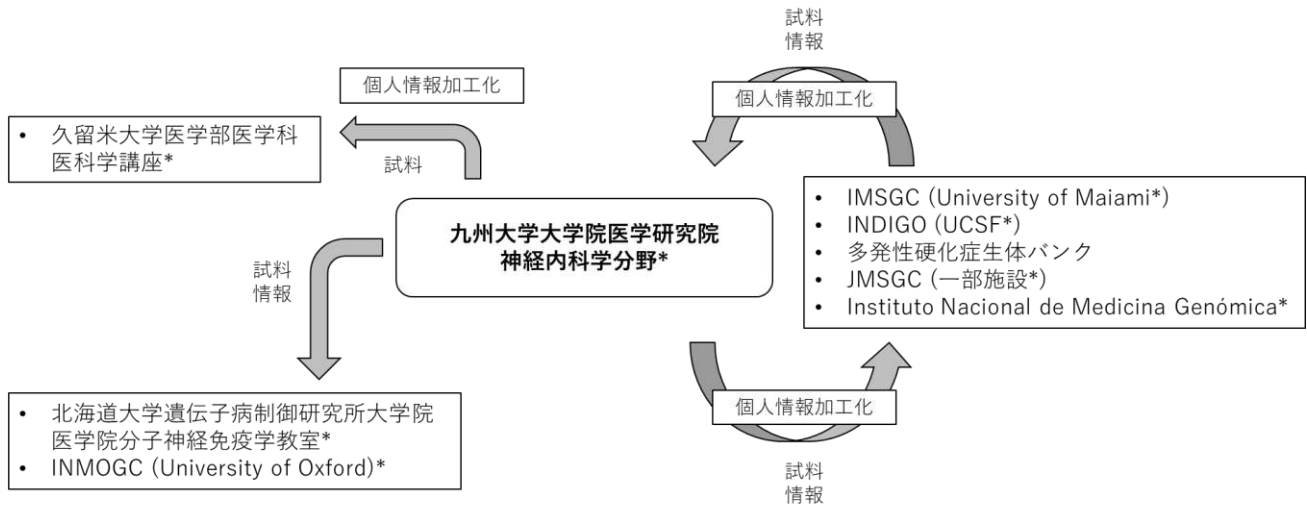 試料
情報
個人情報加工化
個人情報加工化
• 久留米大学医学部医学科
医科学講座*
試料
九州大学大学院医学研究院
神経内科学分野*
• IMSGC (University of Maiami*)
• INDIGO (UCSF*)
• 多発性硬化症生体バンク
• JMSGC (一部施設*)
• Instituto Nacional de Medicina Genómica*
試料
情報
• 北海道大学遺伝子病制御研究所大学院
医学院分子神経免疫学教室*
• INMOGC (University of Oxford)*
個人情報加工化
試料
情報